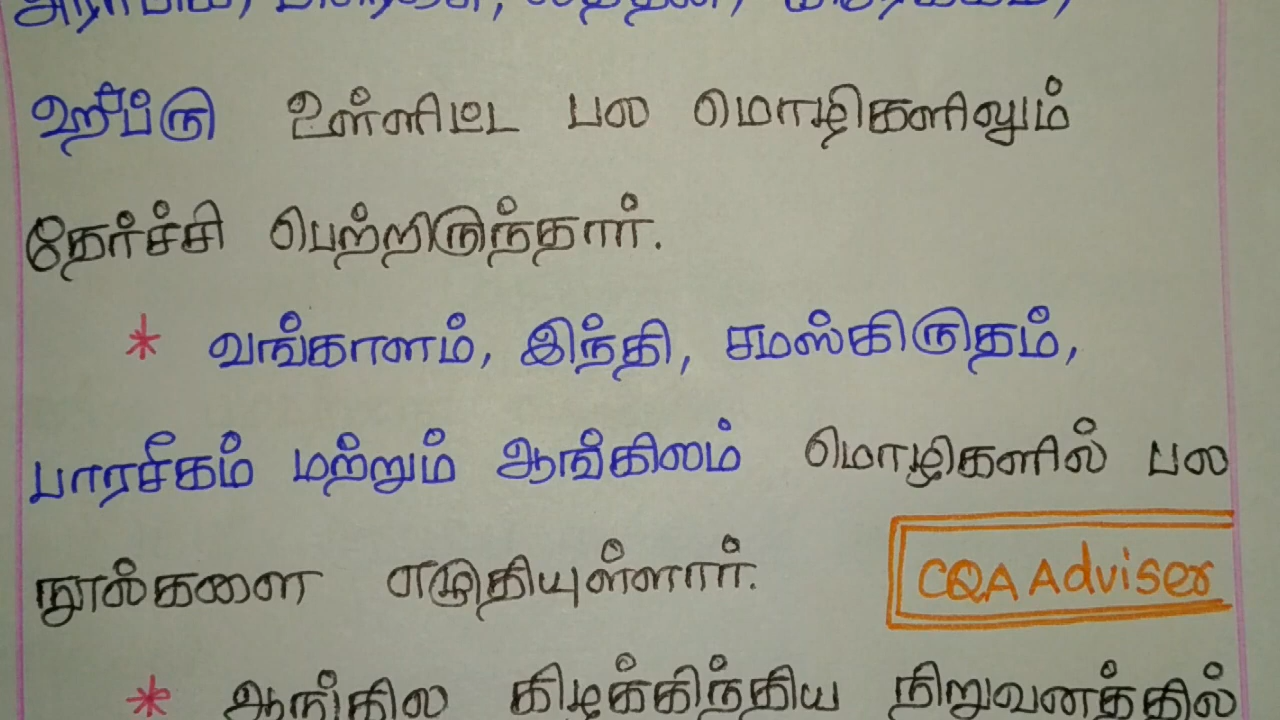 ஹீப்ரு உள்ளிட்ட பல மொழிகளிலும்
தேர்ச்சி பெற்றிருந்தார்.
* வங்காளம், இந்தி, சமஸ்கிருதம்,
பாரசீகம் மற்றும் ஆங்கிலம் மொழிகளில் பல
நூல்களை எழுதியுள்ளார்.
CQA Adviser
* ஆங்கில கிழக்கிந்திய நிறுவனத்தில்